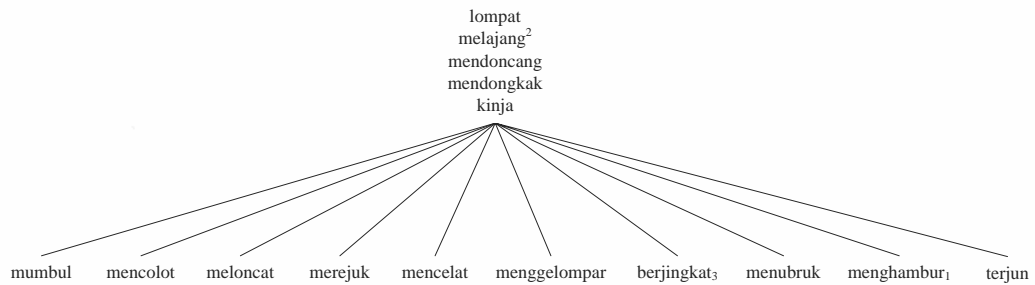 lompat
melajang²
mendoncang
mendongkak
kinja
mumbul mencolot meloncat merejuk mencelat menggelompar berjingkat₃ menubruk menghambur₁ terjun